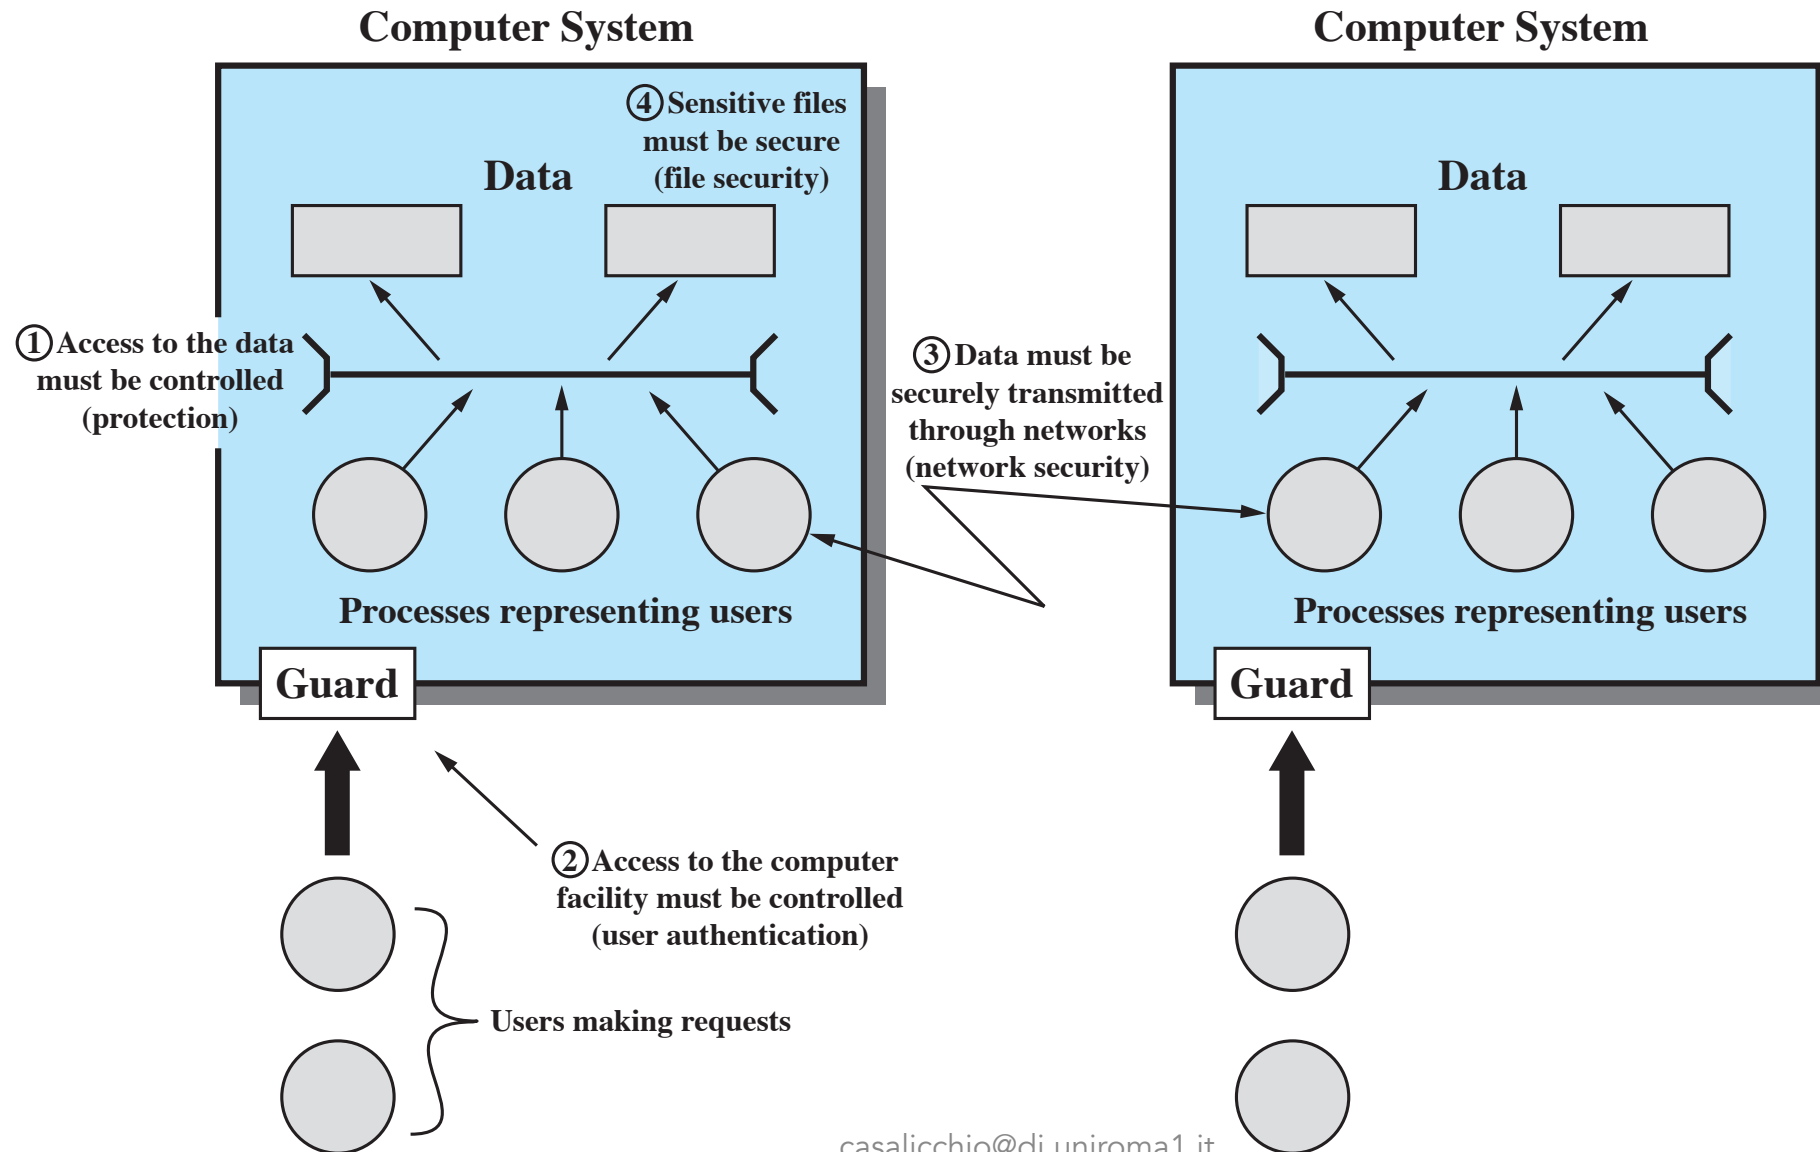 Computer System
④ Sensitive files
must be secure
(file security)
Data
① Access to the data
must be controlled
(protection)
Processes representing users
Guard
② Access to the computer
facility must be controlled
(user authentication)
Users making requests
③ Data must be
securely transmitted
through networks
(network security)
Computer System
Data
Processes representing users
Guard
casalicchio@di.uniroma1.it